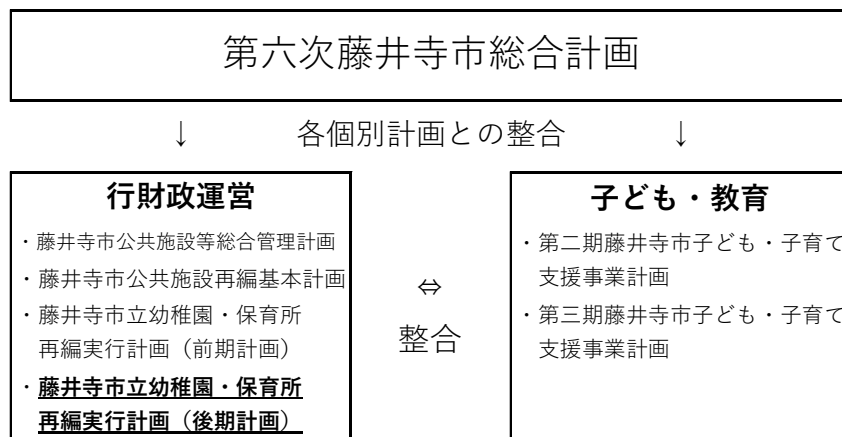 第六次藤井寺市総合計画
↓ 各個別計画との整合 ↓
行財政運営
・藤井寺市公共施設等総合管理計画
・藤井寺市公共施設再編基本計画
・藤井寺市立幼稚園・保育所
再編実行計画（前期計画）
・藤井寺市立幼稚園・保育所
再編実行計画（後期計画）
⇔
整合
子ども・教育
・第二期藤井寺市子ども・子育て
支援事業計画
・第三期藤井寺市子ども・子育て
支援事業計画